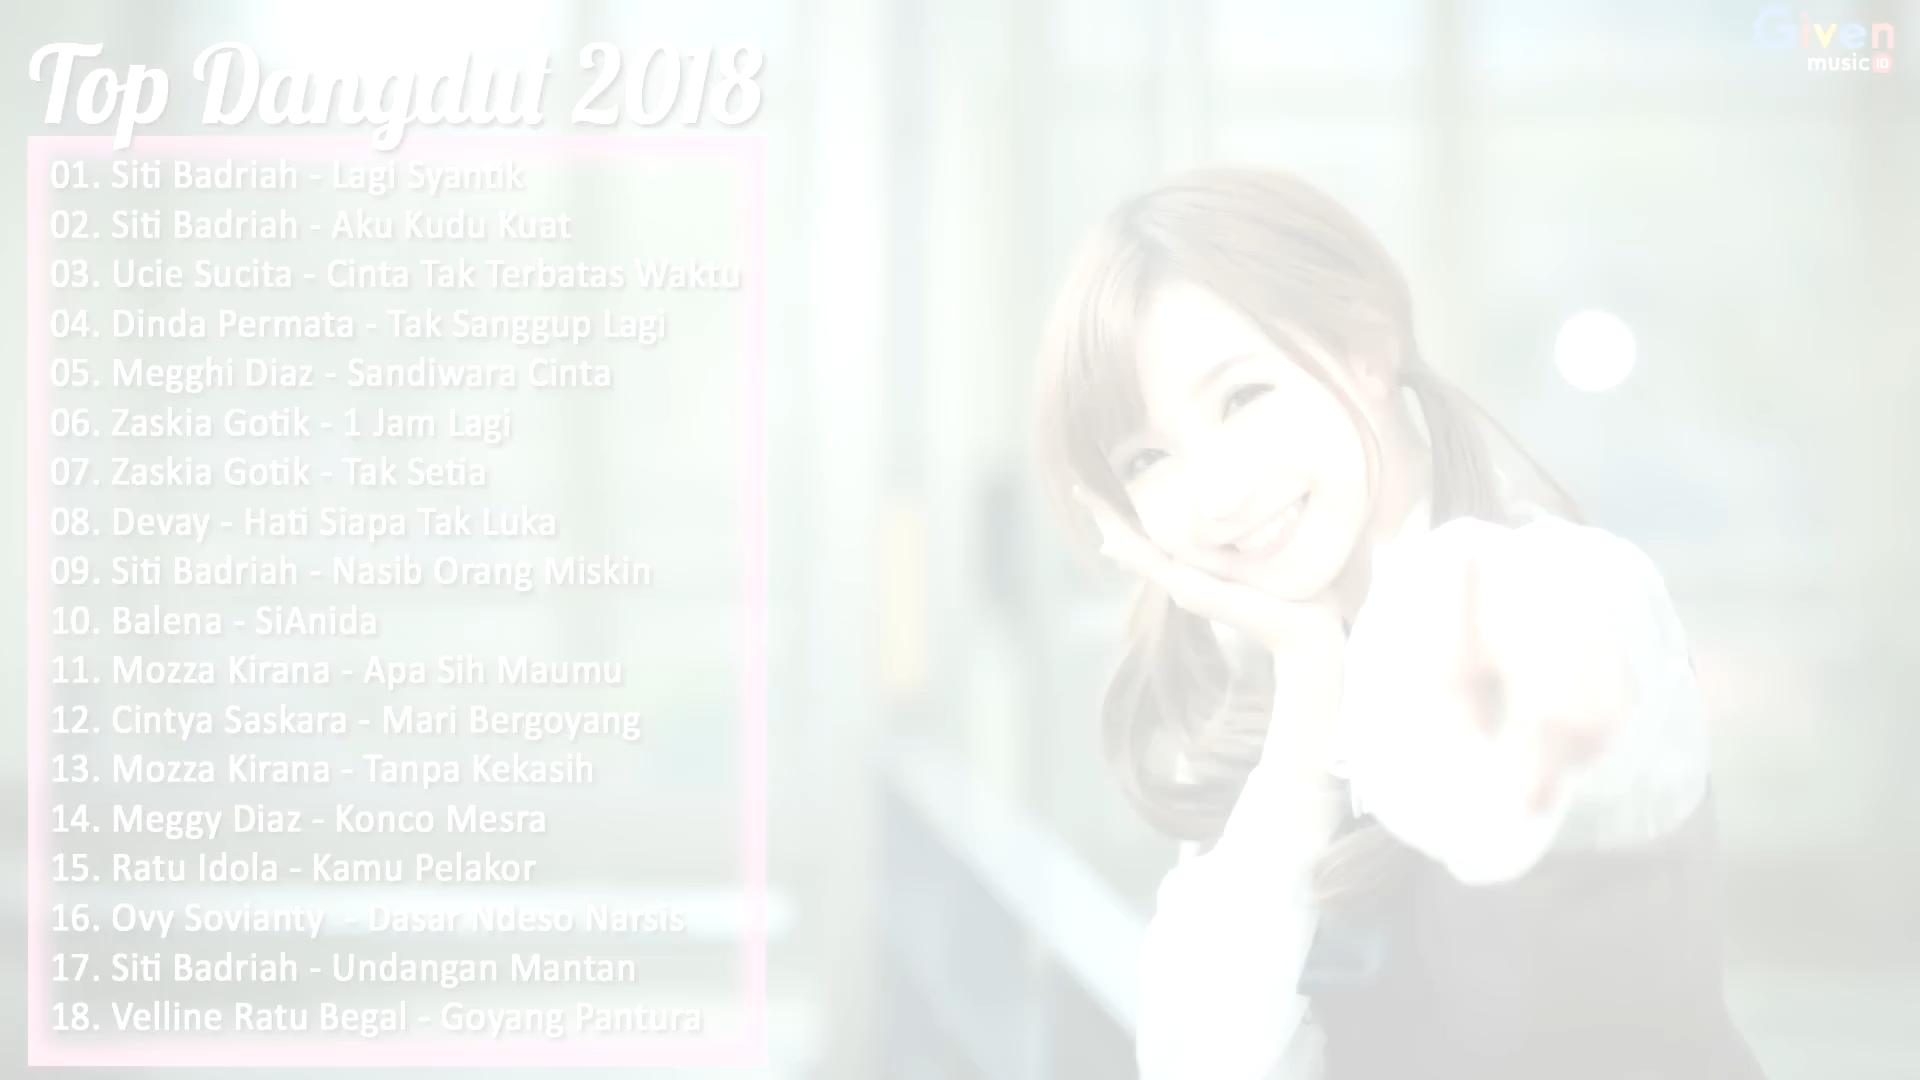 Given
music ID
Top Dangdut 2018
01. Siti Badriah - Lagi Syantik
02. Siti Badriah - Aku Kudu Kuat
03. Ucie Sucita - Cinta Tak Terbatas Waktu
04. Dinda Permata - Tak Sanggup Lagi
05. Megghi Diaz - Sandiwara Cinta
06. Zaskia Gotik - 1 Jam Lagi
07. Zaskia Gotik - Tak Setia
08. Devay - Hati Siapa Tak Luka
09. Siti Badriah - Nasib Orang Miskin
10. Balena - SiAnida
11. Mozza Kirana - Apa Sih Maumu
12. Cintya Saskara - Mari Bergoyang
13. Mozza Kirana - Tanpa Kekasih
14. Meggy Diaz - Konco Mesra
15. Ratu Idola - Kamu Pelakor
16. Ovy Sovianty  - Dasar Ndeso Narsis
17. Siti Badriah - Undangan Mantan
18. Velline Ratu Begal - Goyang Pantura